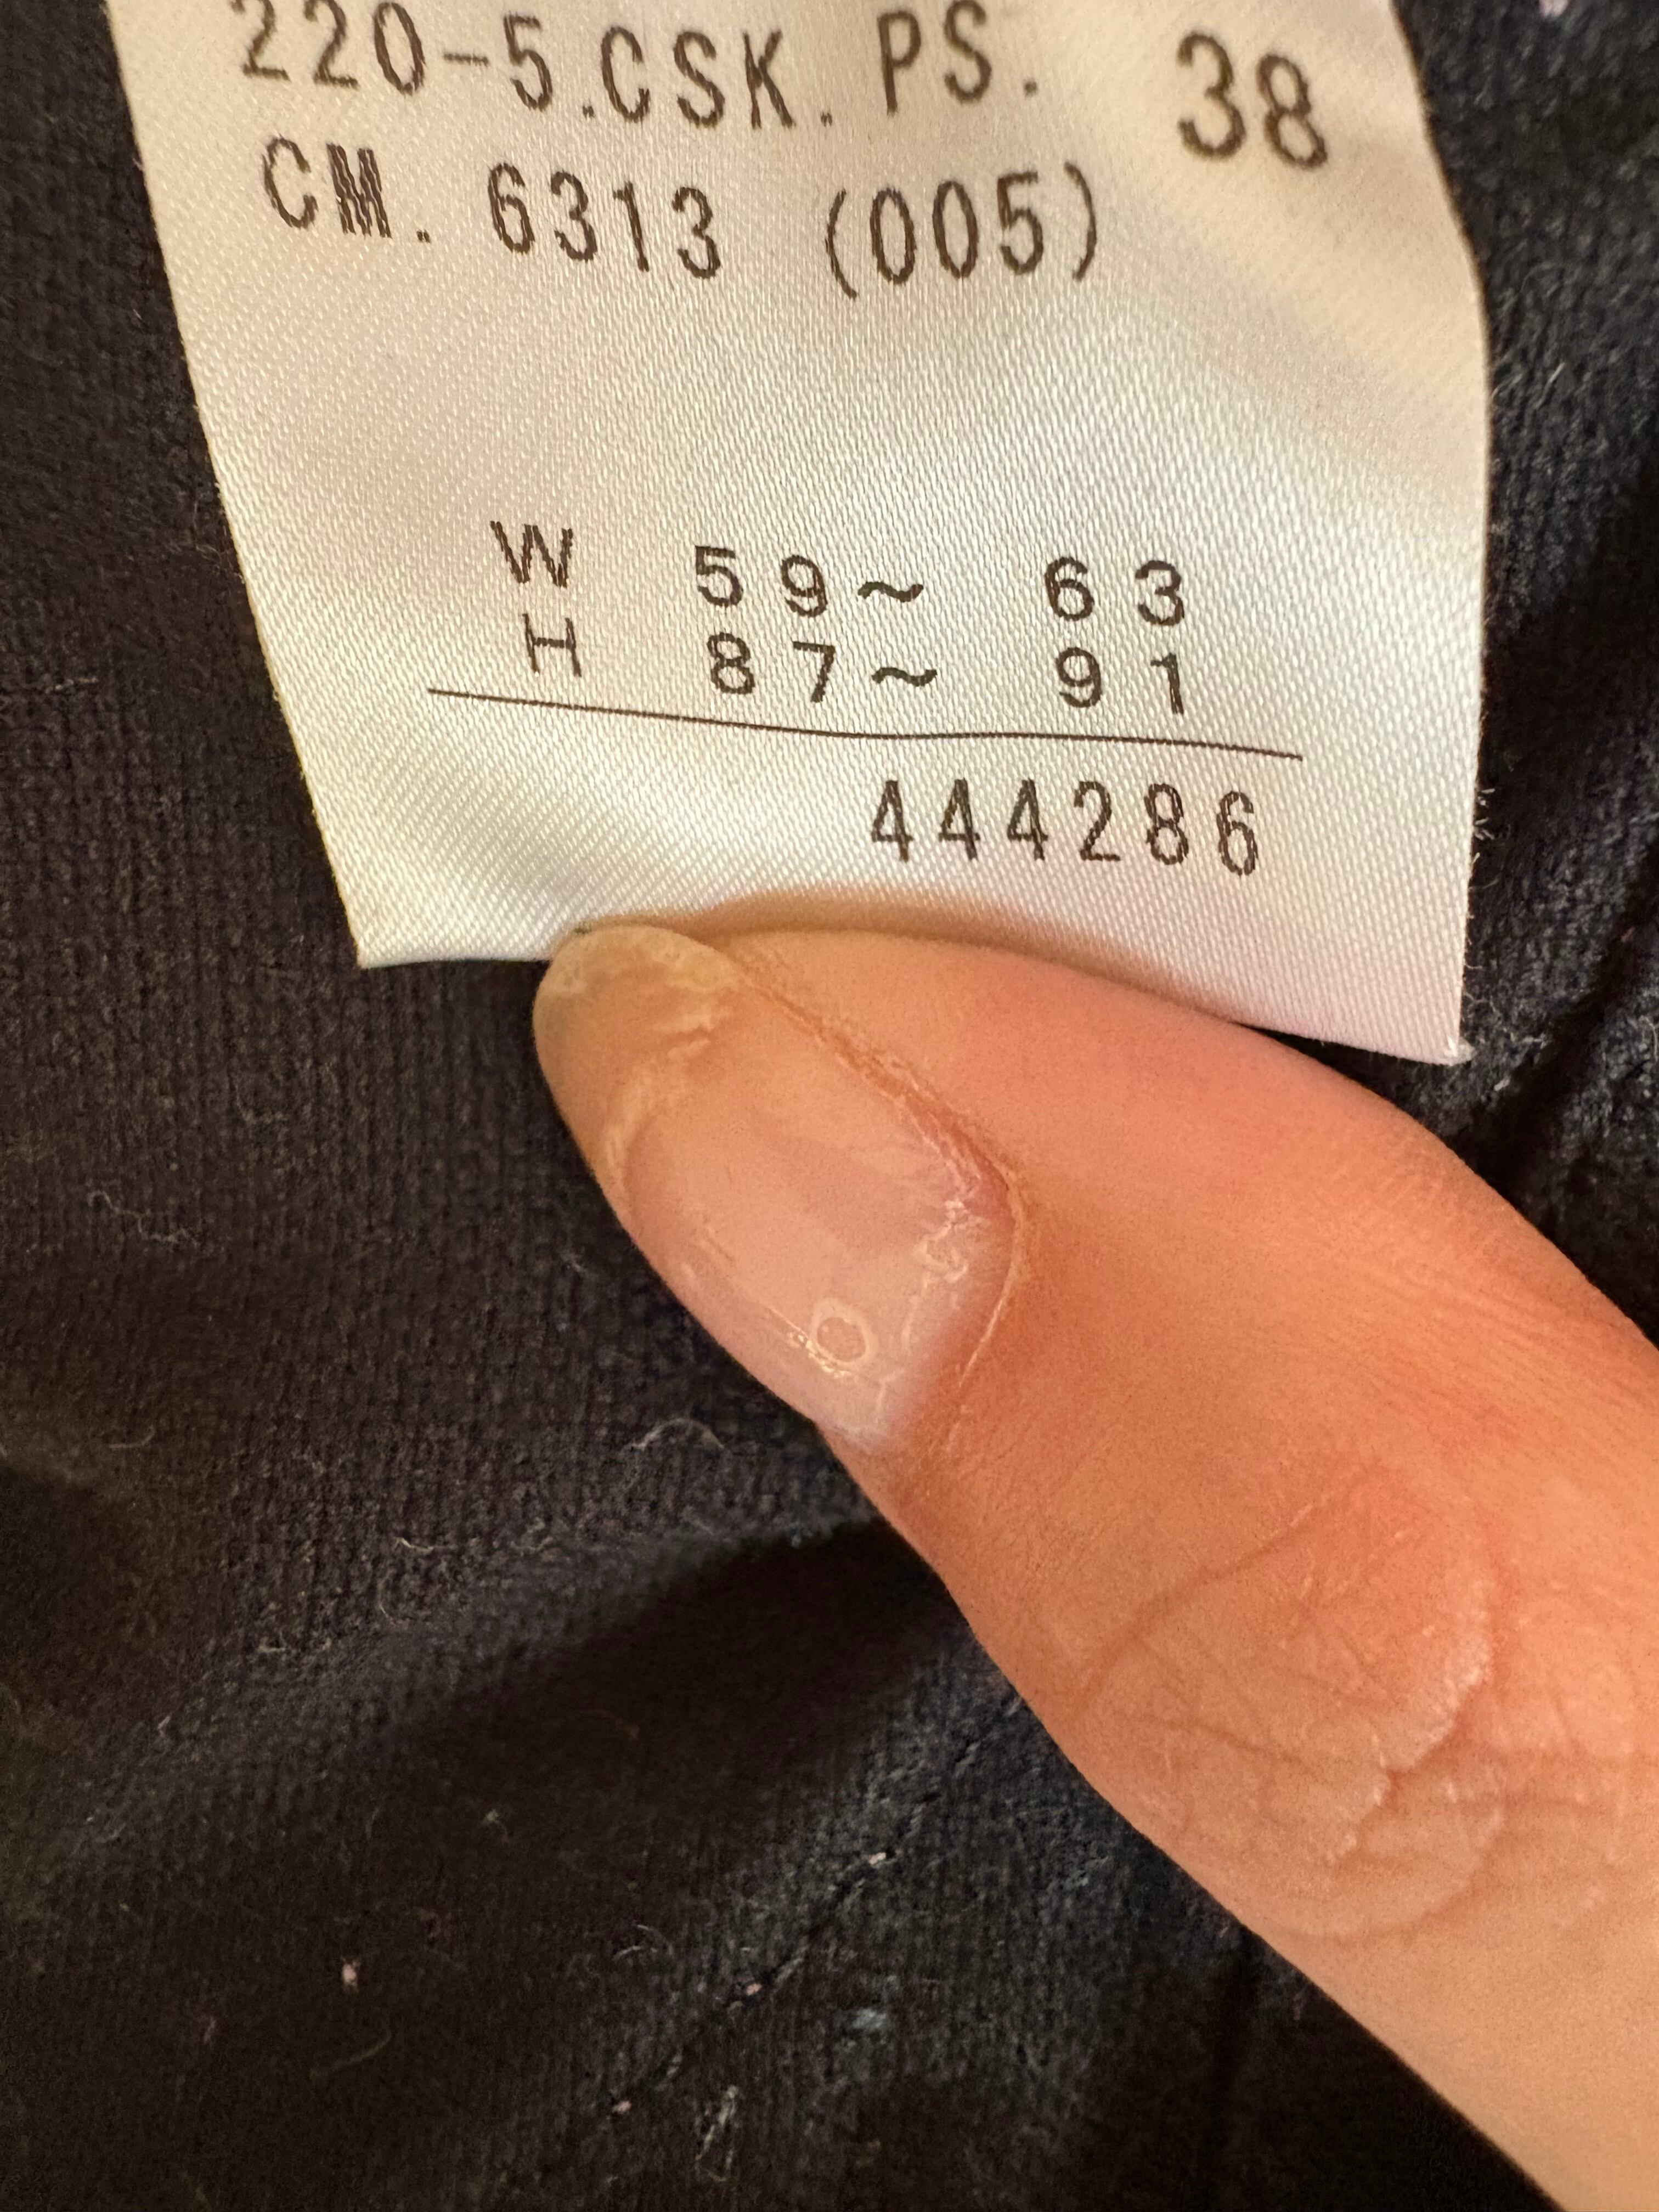 220-5.CSK. PS. 38
CM. 6313 (005)
W 59~ 63
H 87~ 91
444286